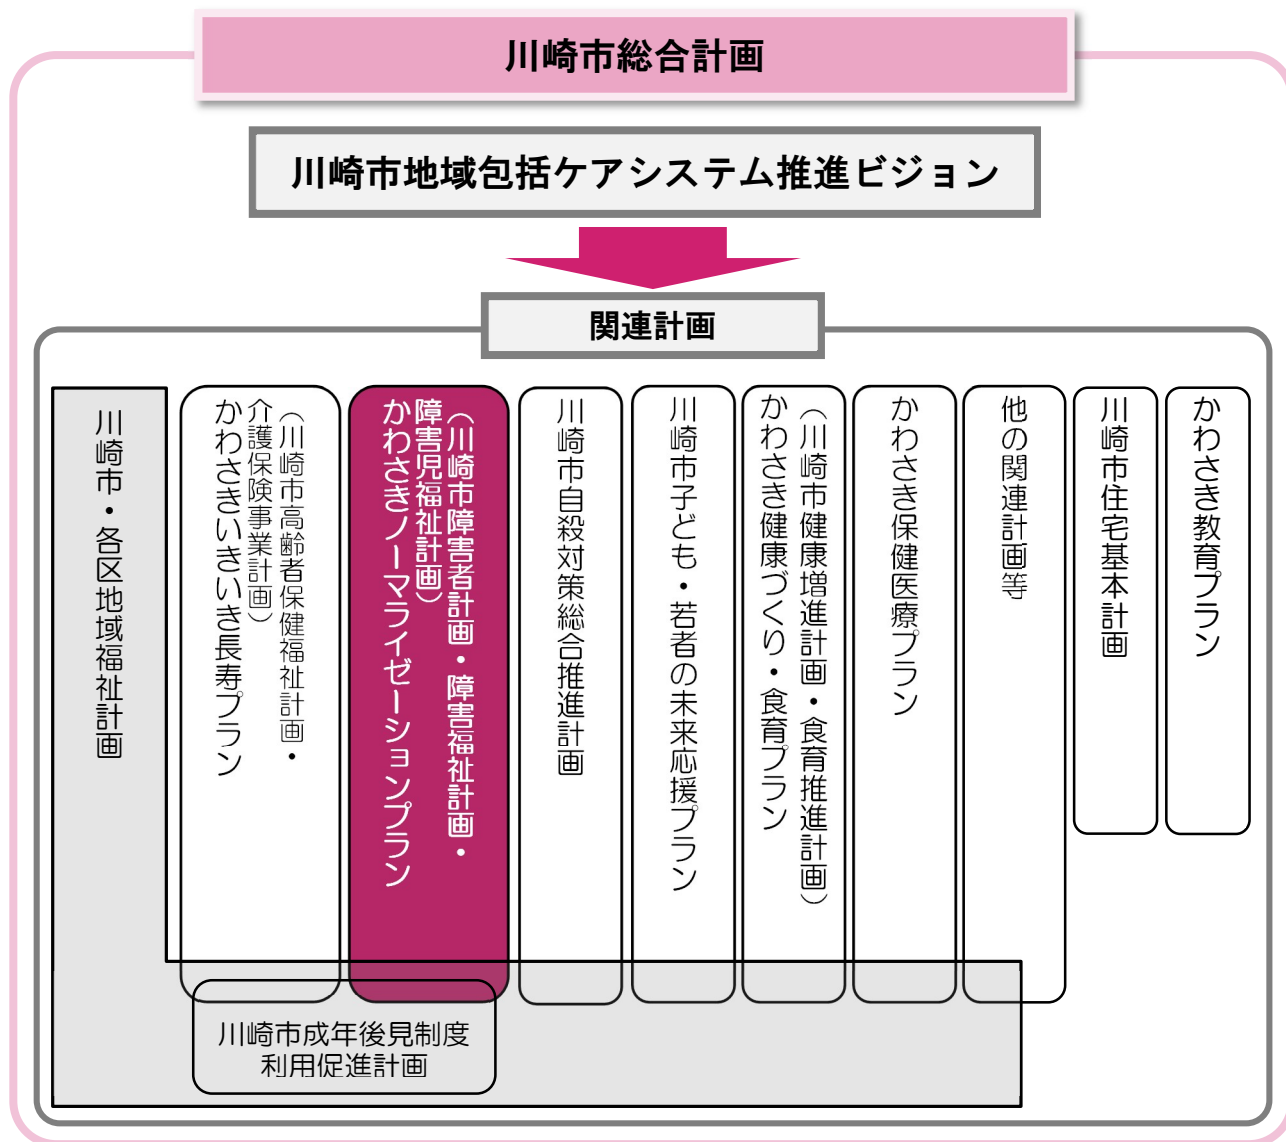 川崎市総合計画
川崎市地域包括ケアシステム推進ビジョン
関連計画
川崎市・各区地域福祉計画
（川崎市高齢者保健福祉計画・
介護保険事業計画）
かわさきいきいき長寿プラン
（川崎市障害者計画・障害福祉計画・
障害児福祉計画）
かわさきノーマライゼーションプラン
川崎市自殺対策総合推進計画
川崎市子ども・若者の未来応援プラン
（川崎市健康増進計画・食育推進計画）
かわさき健康づくり・食育プラン
かわさき保健医療プラン
他の関連計画等
川崎市住宅基本計画
かわさき教育プラン
川崎市成年後見制度
利用促進計画